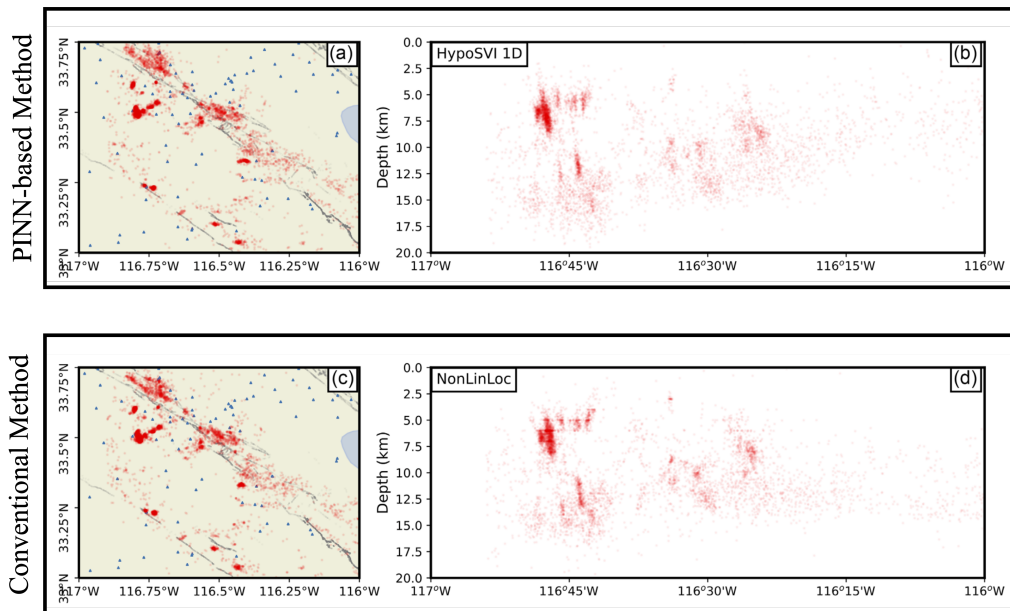 PINN-based Method
(a)
33.75°N
33.5°N
33.25°N
33°N
117°W
116.75°W
116.5°W
116.25°W
116°W
HypoSVI 1D
(b)
Depth (km)
0.0
2.5
5.0
7.5
10.0
12.5
15.0
17.5
20.0
117°W
116°45'W
116°30'W
116°15'W
116°W
Conventional Method
(c)
33.75°N
33.5°N
33.25°N
33°N
117°W
116.75°W
116.5°W
116.25°W
116°W
NonLinLoc
(d)
Depth (km)
0.0
2.5
5.0
7.5
10.0
12.5
15.0
17.5
20.0
117°W
116°45'W
116°30'W
116°15'W
116°W